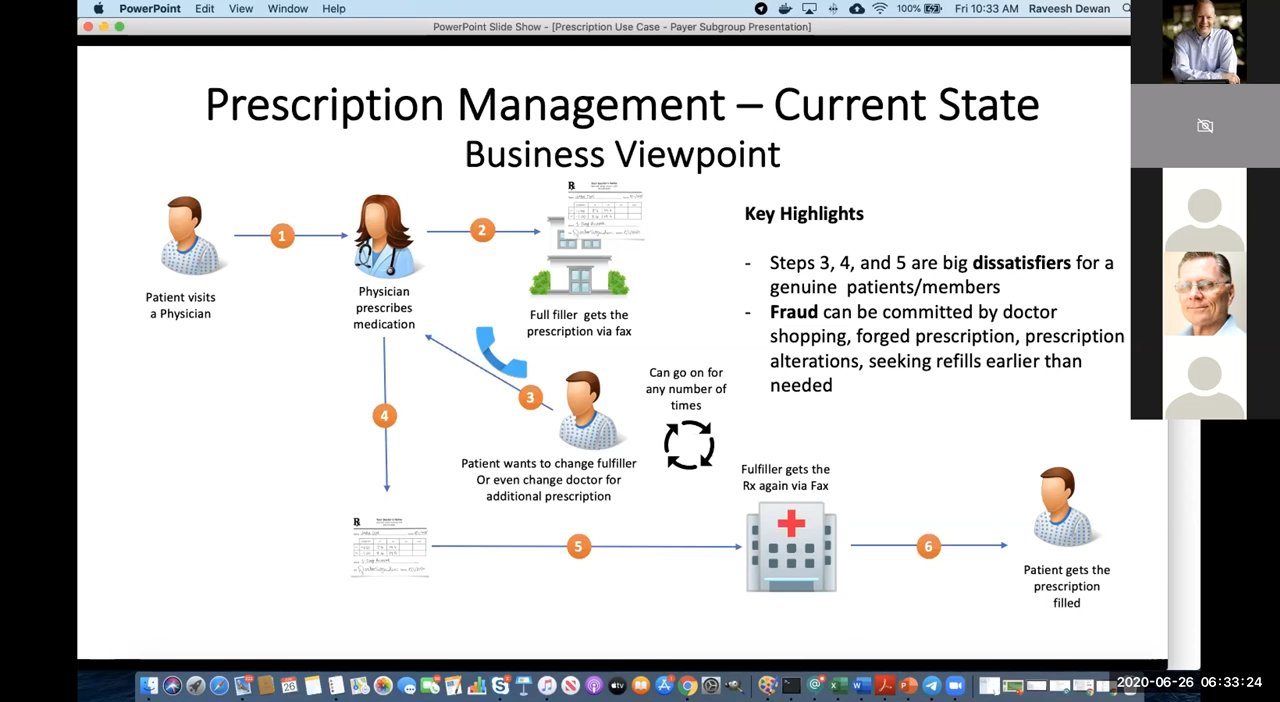 PowerPoint Edit View Window Help 100% Fri 10:33 AM Raveesh Dewan
PowerPoint Slide Show - [Prescription Use Case - Payer Subgroup Presentation]
Prescription Management – Current State
Business Viewpoint
1
2
Patient visits
a Physician
Physician
prescribes
medication
Full filler gets the
prescription via fax
Key Highlights
- Steps 3, 4, and 5 are big dissatisfiers for a
genuine patients/members
- Fraud can be committed by doctor
shopping, forged prescription, prescription
alterations, seeking refills earlier than
needed
3
4
Can go on for
any number of
times
Patient wants to change fulfiller
Or even change doctor for
additional prescription
Fulfiller gets the
Rx again via Fax
5
6
Patient gets the
prescription
filled
26
2020-06-26 06:33:24